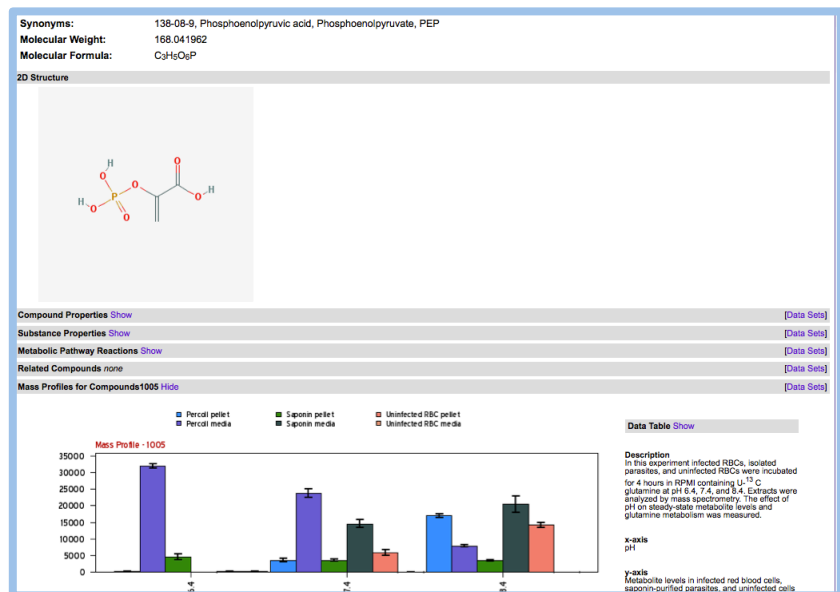 Synonyms: 138-08-9, Phosphoenolpyruvic acid, Phosphoenolpyruvate, PEP
Molecular Weight: 168.041962
Molecular Formula: C3H5O6P
2D Structure
H
O
O
O
H
O
P
O
O
H
Compound Properties Show [Data Sets]
Substance Properties Show [Data Sets]
Metabolic Pathway Reactions Show [Data Sets]
Related Compounds none [Data Sets]
Mass Profiles for Compounds1005 Hide [Data Sets]
Percoll pellet Saponin pellet Uninfected RBC pellet
Percoll media Saponin media Uninfected RBC media
Data Table Show
Mass Profile - 1005
35000
30000
25000
20000
15000
10000
5000
0
6.4 7.4 8.4
Description
In this experiment infected RBCs, isolated
parasites, and uninfected RBCs were incubated
for 4 hours in RPMI containing U-13 C
glutamine at pH 6.4, 7.4, and 8.4. Extracts were
analyzed by mass spectrometry. The effect of
pH on steady-state metabolite levels and
glutamine metabolism was measured.
x-axis
pH
y-axis
Metabolite levels in infected red blood cells,
saponin-purified parasites, and uninfected cells